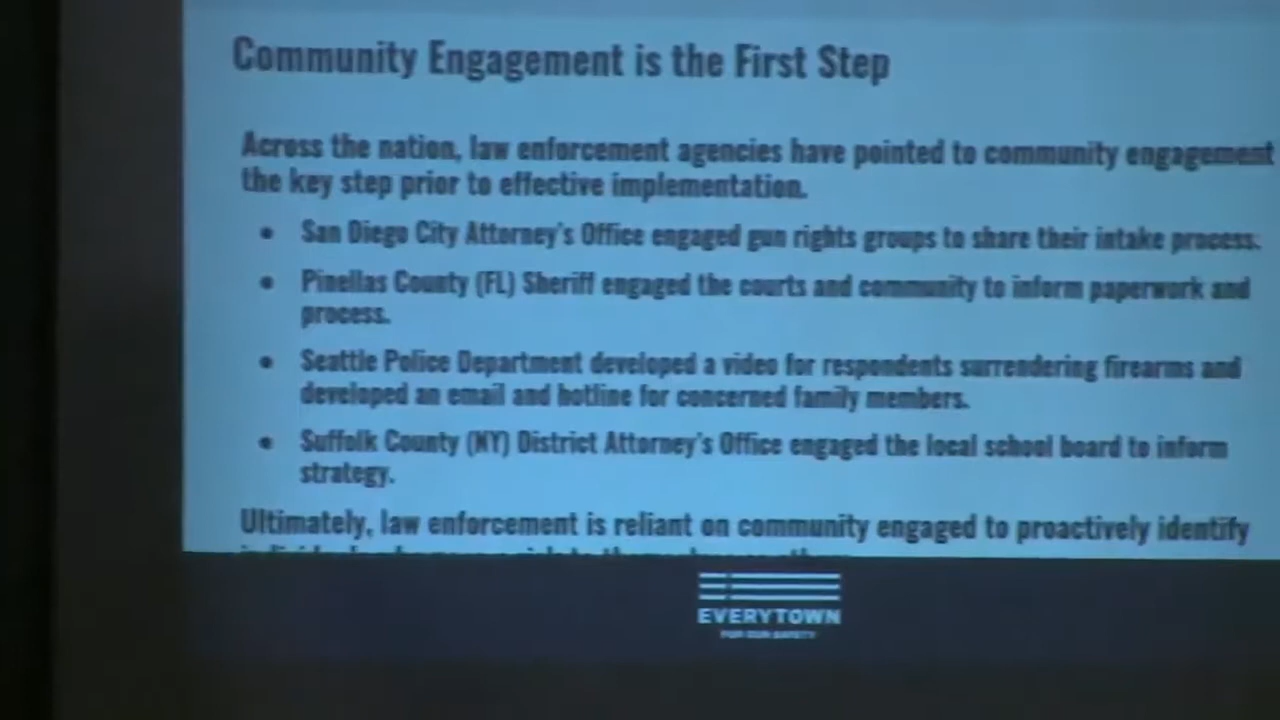 Community Engagement is the First Step
Across the nation, law enforcement agencies have pointed to community engagement
the key step prior to effective implementation.
• San Diego City Attorney's Office engaged gun rights groups to share their intake process.
• Pinellas County (FL) Sheriff engaged the courts and community to inform paperwork and
process.
• Seattle Police Department developed a video for respondents surrendering firearms and
developed an email and hotline for concerned family members.
• Suffolk County (NY) District Attorney's Office engaged the local school board to inform
strategy.
Ultimately, law enforcement is reliant on community engaged to proactively identify
EVERYTOWN
FOR GUN SAFETY